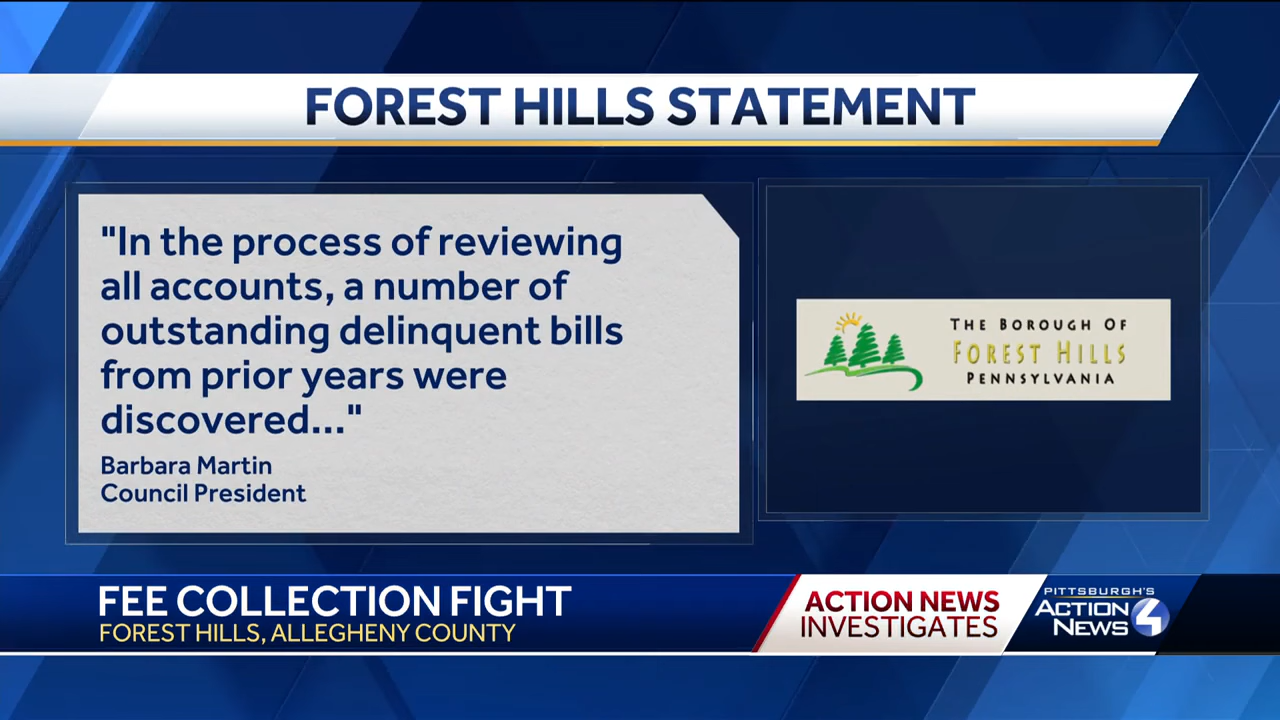 FOREST HILLS STATEMENT
"In the process of reviewing
all accounts, a number of
outstanding delinquent bills
from prior years were
discovered..."
Barbara Martin
Council President
THE BOROUGH OF
FOREST HILLS
PENNSYLVANIA
FEE COLLECTION FIGHT
FOREST HILLS, ALLEGHENY COUNTY
ACTION NEWS
INVESTIGATES
PITTSBURGH'S
ACTION
NEWS 4